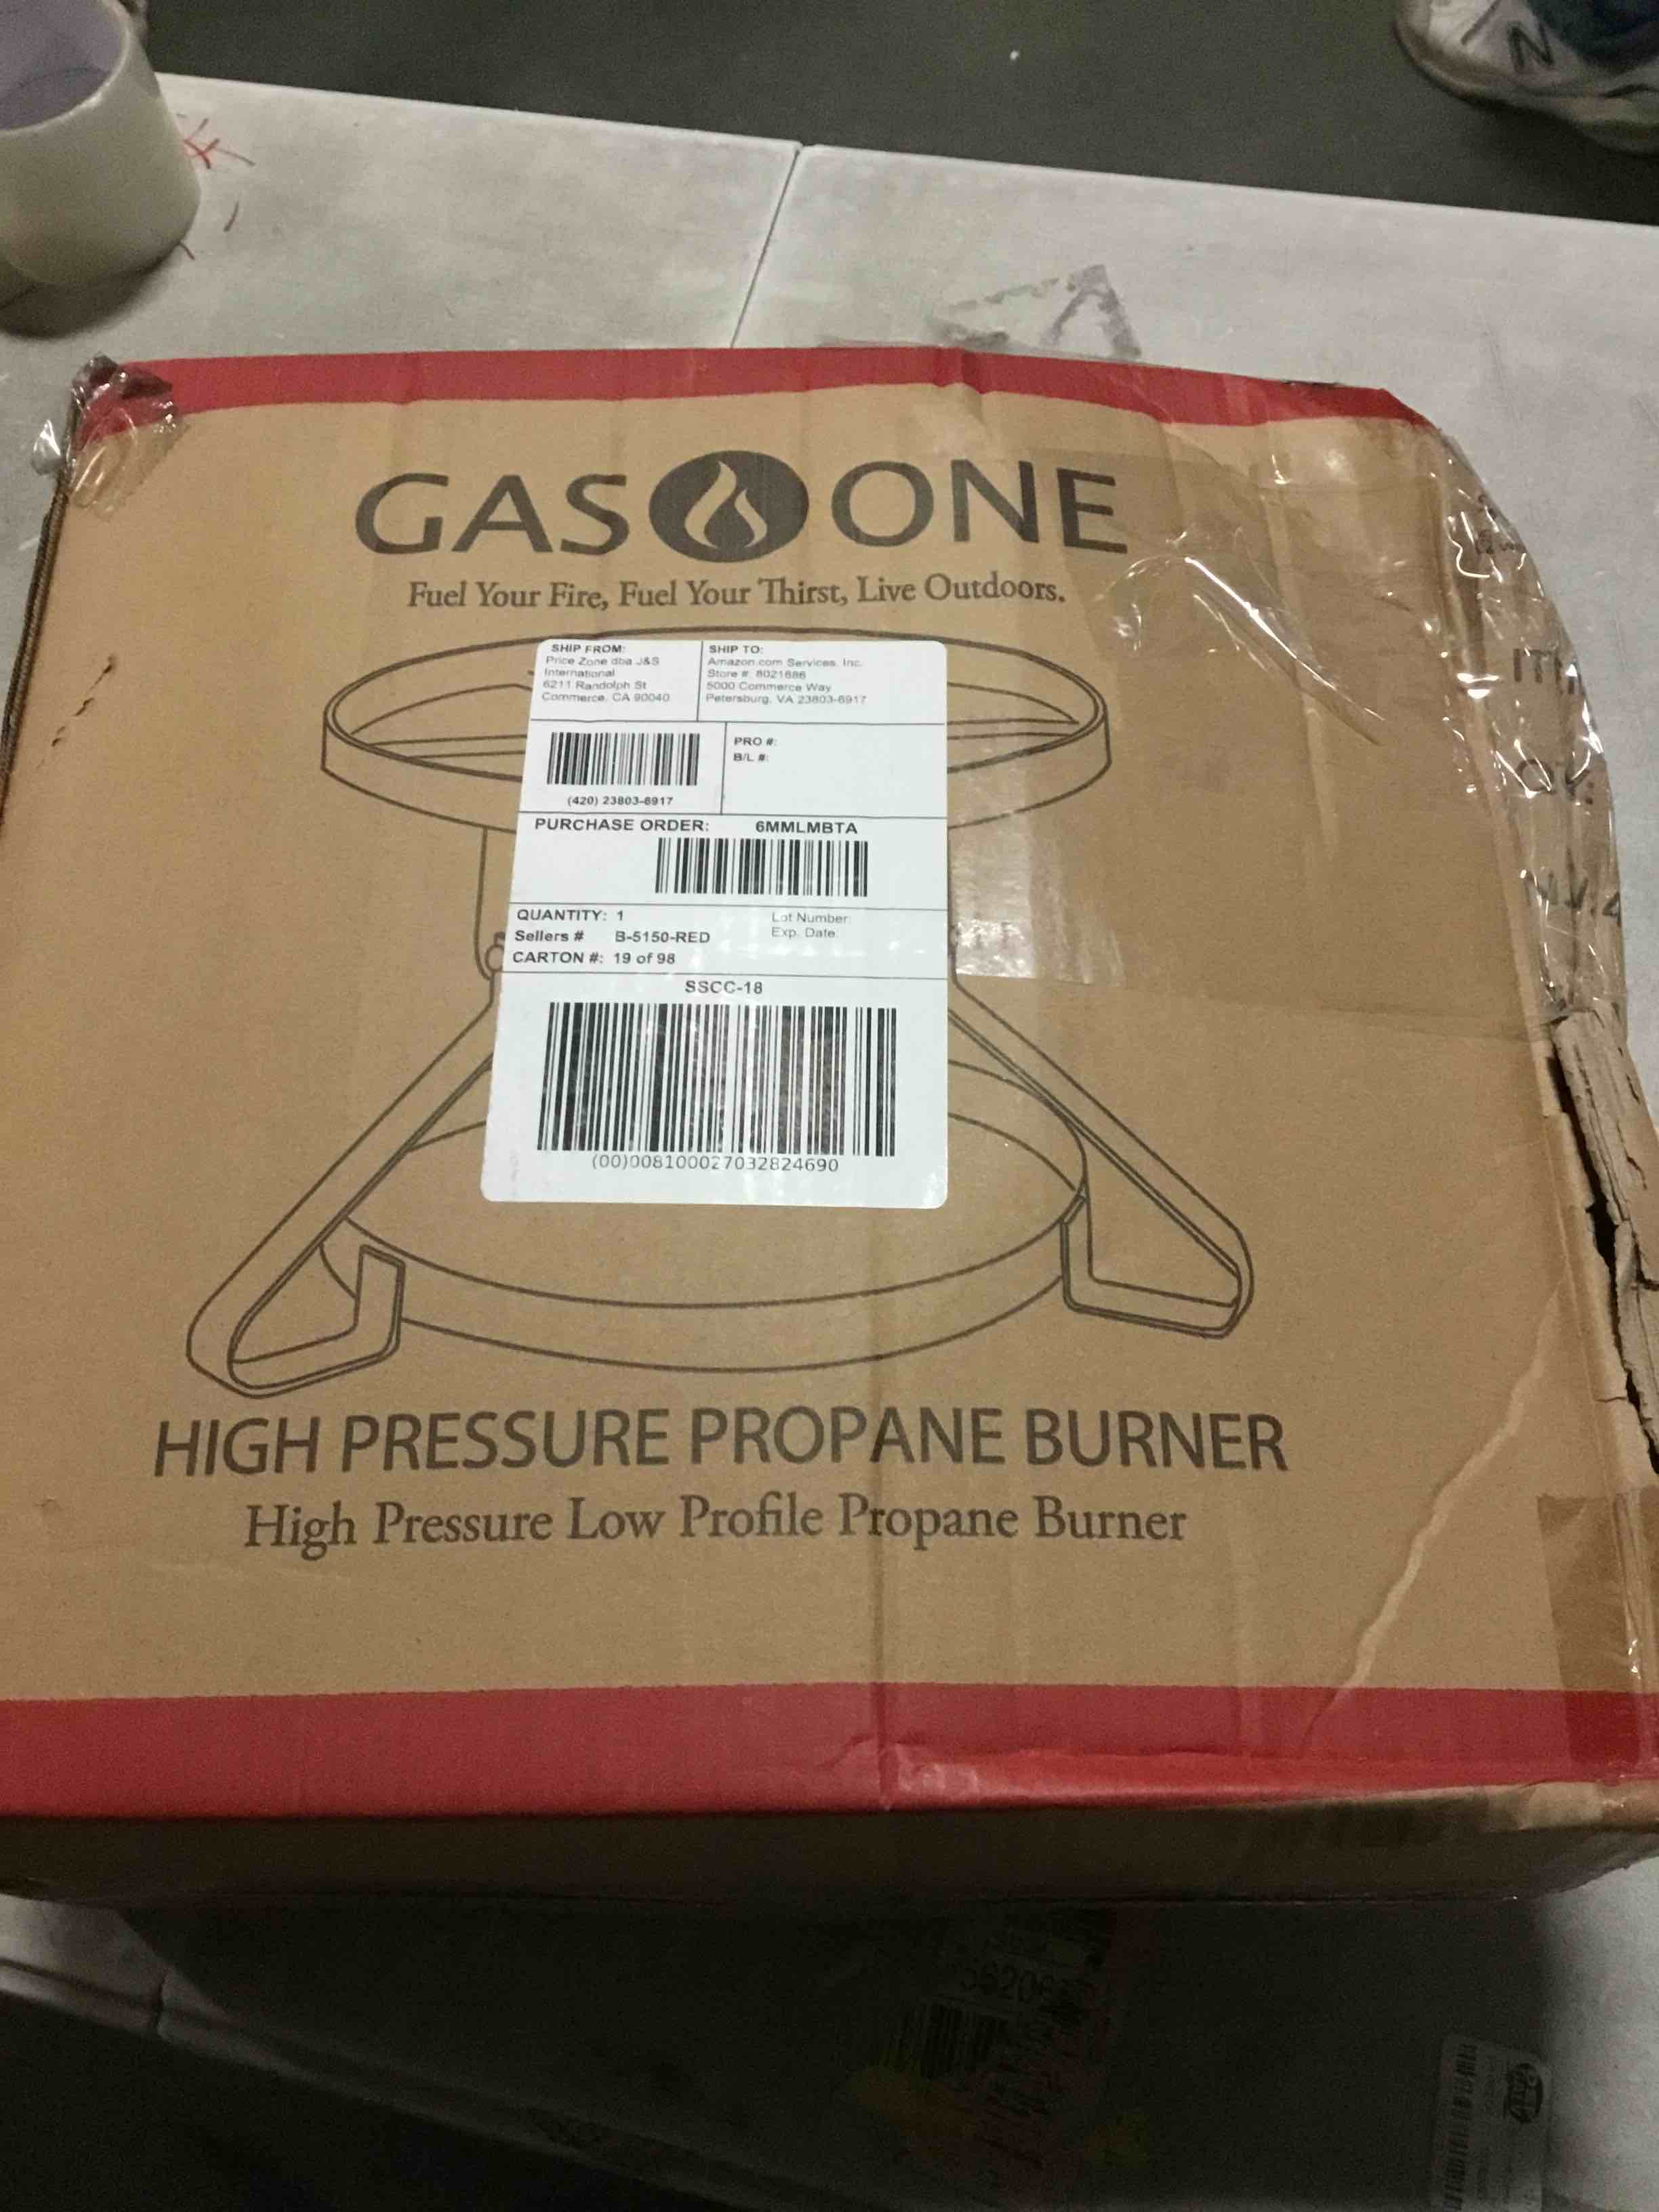 N
GAS ONE
Fuel Your Fire, Fuel Your Thirst, Live Outdoors.
SHIP FROM:
Price Zone dba J&S
International
6211 Randolph St
Commerce, CA 90040
SHIP TO:
Amazon.com Services, Inc.
Store #: 8021686
5000 Commerce Way
Petersburg, VA 23803-6917
(420) 23803-6917
PRO #:
B/L #:
PURCHASE ORDER: 6MMLMBTA
QUANTITY: 1
Sellers # B-5150-RED
CARTON #: 19 of 98
Lot Number:
Exp. Date:
SSCC-18
(00)008100027032824690
HIGH PRESSURE PROPANE BURNER
High Pressure Low Profile Propane Burner